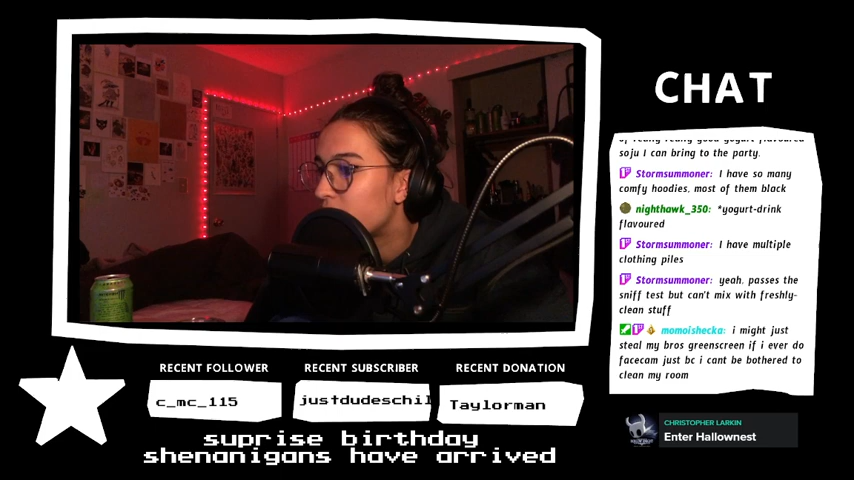 CHAT
soju I can bring to the party.
Stormsummoner: I have so many
comfy hoodies, most of them black
nighthawk_350: *yogurt-drink
flavoured
Stormsummoner: I have multiple
clothing piles
Stormsummoner: yeah. passes the
sniff test but can't mix with freshly-
clean stuff
momoishecka: i might just
steal my bros greenscreen if i ever do
facecam just bc i cant be bothered to
clean my room
RECENT FOLLOWER
RECENT SUBSCRIBER
RECENT DONATION
c_mc_115
justdudeschil
Taylorman
suprise birthday
shenanigans have arrived
CHRISTOPHER LARKIN
Enter Hallownest